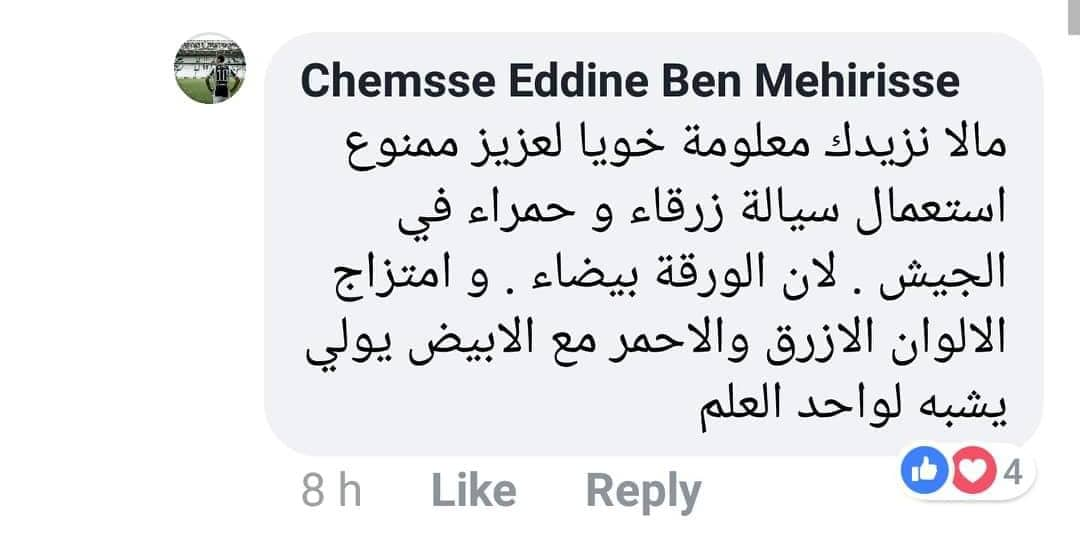 Chemsse Eddine Ben Mehirisse
مالا نزيدك معلومة خويا لعزيز ممنوع
استعمال سيالة زرقاء و حمراء في
الجيش . لان الورقة بيضاء . و امتزاج
الالوان الازرق والاحمر مع الابيض يولي
يشبه لواحد العلم
4
8 h Like Reply